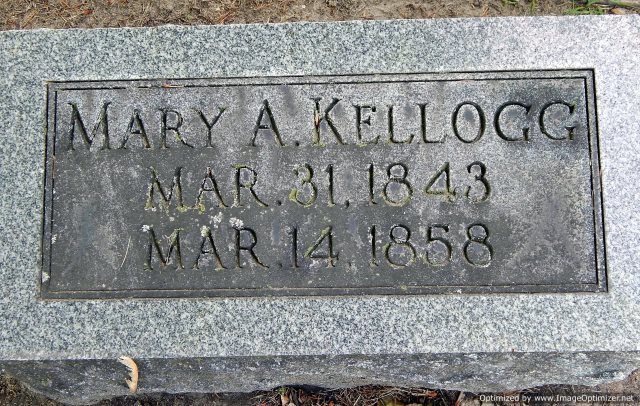 MARY A. KELLOGG
MAR. 31, 1843
MAR. 14, 1858
Optimized by www.ImageOptimizer.net